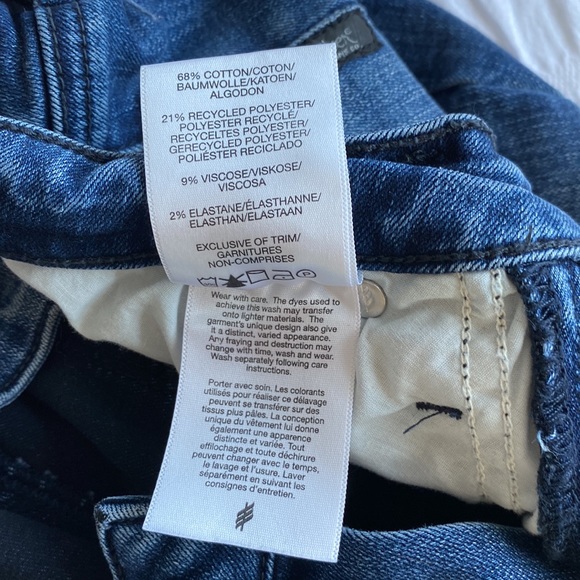 68% COTTON/COTON/
BAUMWOLLE/KATOEN/
ALGODON
21% RECYCLED POLYESTER/
POLYESTER RECYCLÉ/
RECYCELTES POLYESTER/
GERECYCLED POLYESTER/
POLIÉSTER RECICLADO
9% VISCOSE/VISKOSE/
VISCOSA
2% ELASTANE/ÉLASTHANNE/
ELASTHAN/ELASTAAN
EXCLUSIVE OF TRIM/
GARNITURES
NON-COMPRISES
Wear with care. The dyes used to
achieve this wash may transfer
onto lighter materials. The
garment's unique design also give
it a distinct, varied appearance.
Any fraying and destruction may
change with time, wash and wear.
Wash separately following care
instructions.
Porter avec soin. Les colorants
utilisés pour réaliser ce délavage
peuvent se transférer sur des
tissus plus pâles. La conception
unique du vêtement lui donne
également une apparence
distincte et variée. Tout
effilochage et toute déchirure
peuvent changer avec le temps,
le lavage et l'usure. Laver
séparément en suivant les
consignes d'entretien.